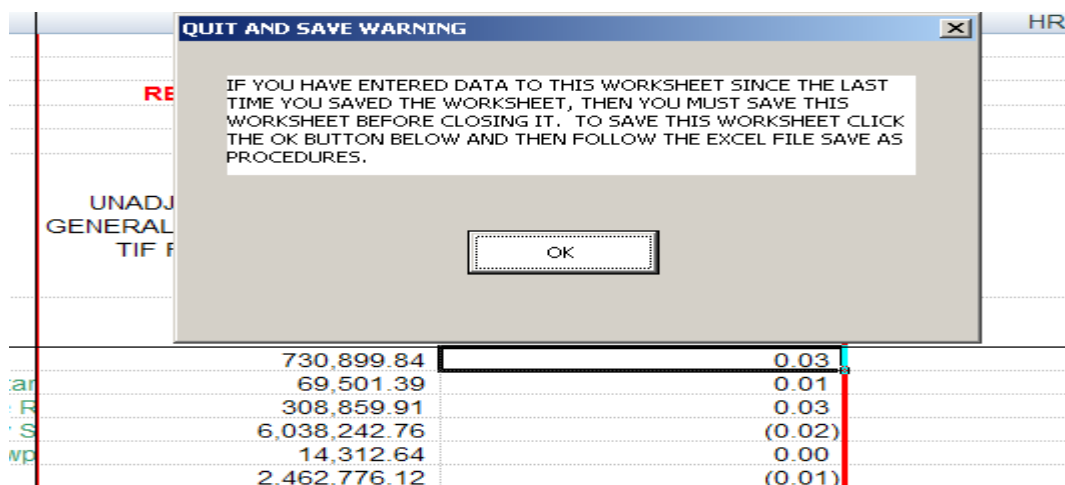 QUIT AND SAVE WARNING
HR
RE
IF YOU HAVE ENTERED DATA TO THIS WORKSHEET SINCE THE LAST
TIME YOU SAVED THE WORKSHEET, THEN YOU MUST SAVE THIS
WORKSHEET BEFORE CLOSING IT.  TO SAVE THIS WORKSHEET CLICK
THE OK BUTTON BELOW AND THEN FOLLOW THE EXCEL FILE SAVE AS
PROCEDURES.
UNADJ
GENERAL
TIF F
OK
730,899.84 0.03
tar 69,501.39 0.01
e R 308,859.91 0.03
y S 6,038,242.76 (0.02)
wp 14,312.64 0.00
2,462,776.12 (0.01)